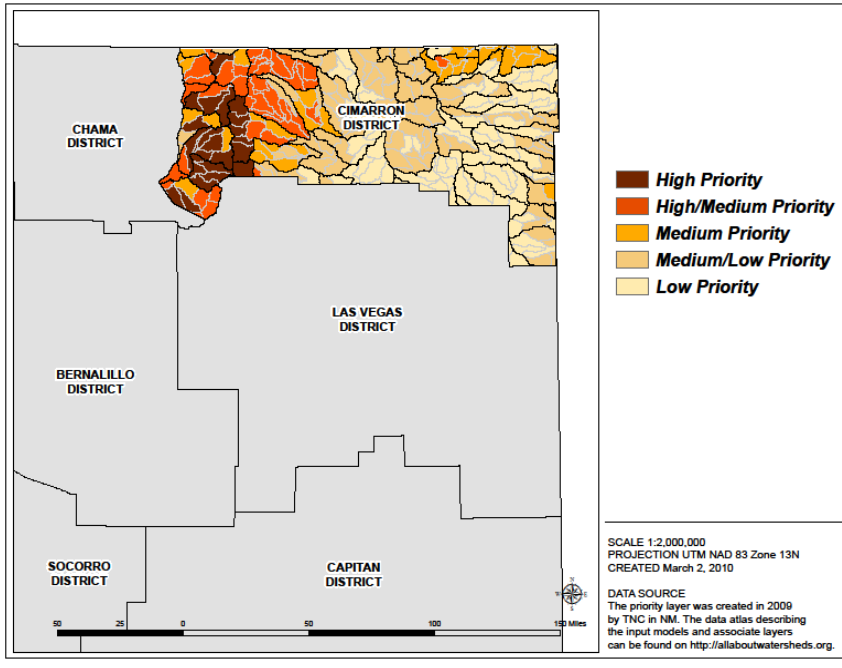 CHAMA
DISTRICT
CIMARRON
DISTRICT
LAS VEGAS
DISTRICT
BERNALILLO
DISTRICT
SOCORRO
DISTRICT
CAPITAN
DISTRICT
50 25 0 50 100 150 Miles
N
W E
S
High Priority
High/Medium Priority
Medium Priority
Medium/Low Priority
Low Priority
SCALE 1:2,000,000
PROJECTION UTM NAD 83 Zone 13N
CREATED March 2, 2010
DATA SOURCE
The priority layer was created in 2009
by TNC in NM. The data atlas describing
the input models and associate layers
can be found on http://allaboutwatersheds.org.